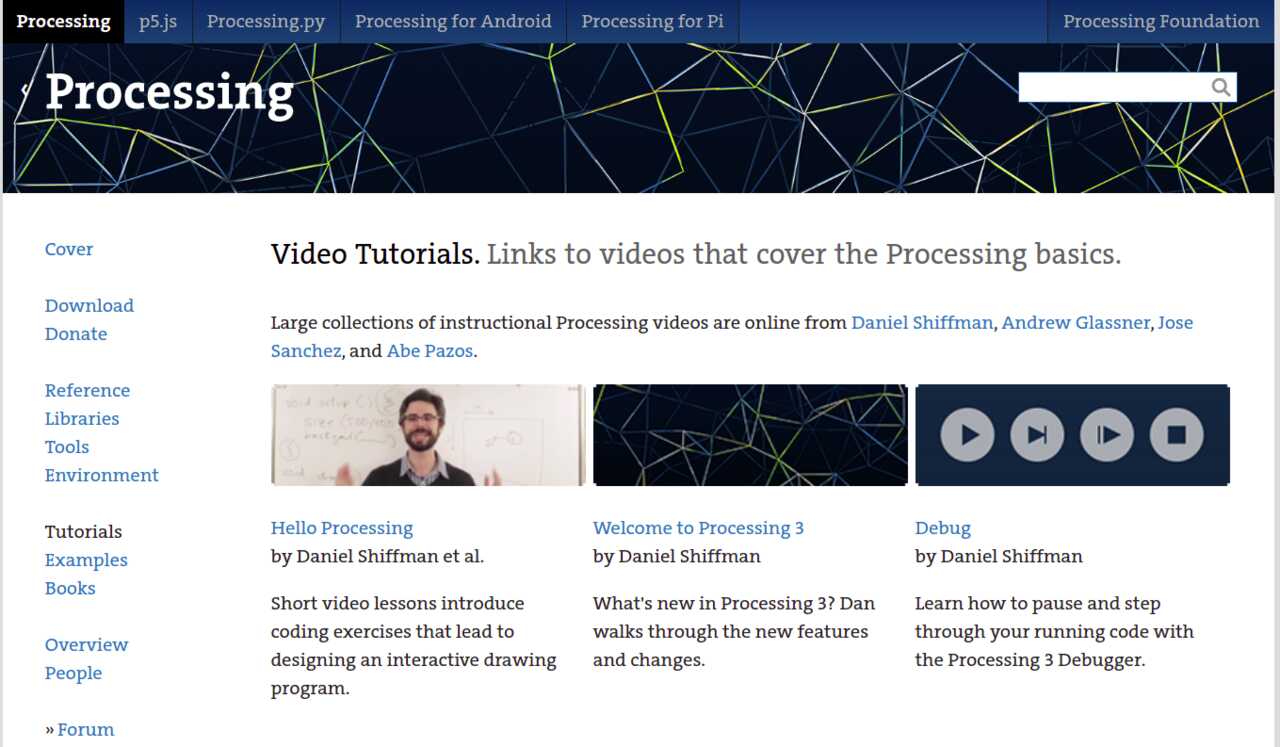 Processing
p5.js
Processing.py
Processing for Android
Processing for Pi
Processing Foundation
Processing
Cover
Download
Donate
Reference
Libraries
Tools
Environment
Tutorials
Examples
Books
Overview
People
» Forum
Video Tutorials. Links to videos that cover the Processing basics.
Large collections of instructional Processing videos are online from Daniel Shiffman, Andrew Glassner, Jose
Sanchez, and Abe Pazos.
void setup () {
Hello Processing
by Daniel Shiffman et al.
Short video lessons introduce
coding exercises that lead to
designing an interactive drawing
program.
Welcome to Processing 3
by Daniel Shiffman
What's new in Processing 3? Dan
walks through the new features
and changes.
Debug
by Daniel Shiffman
Learn how to pause and step
through your running code with
the Processing 3 Debugger.